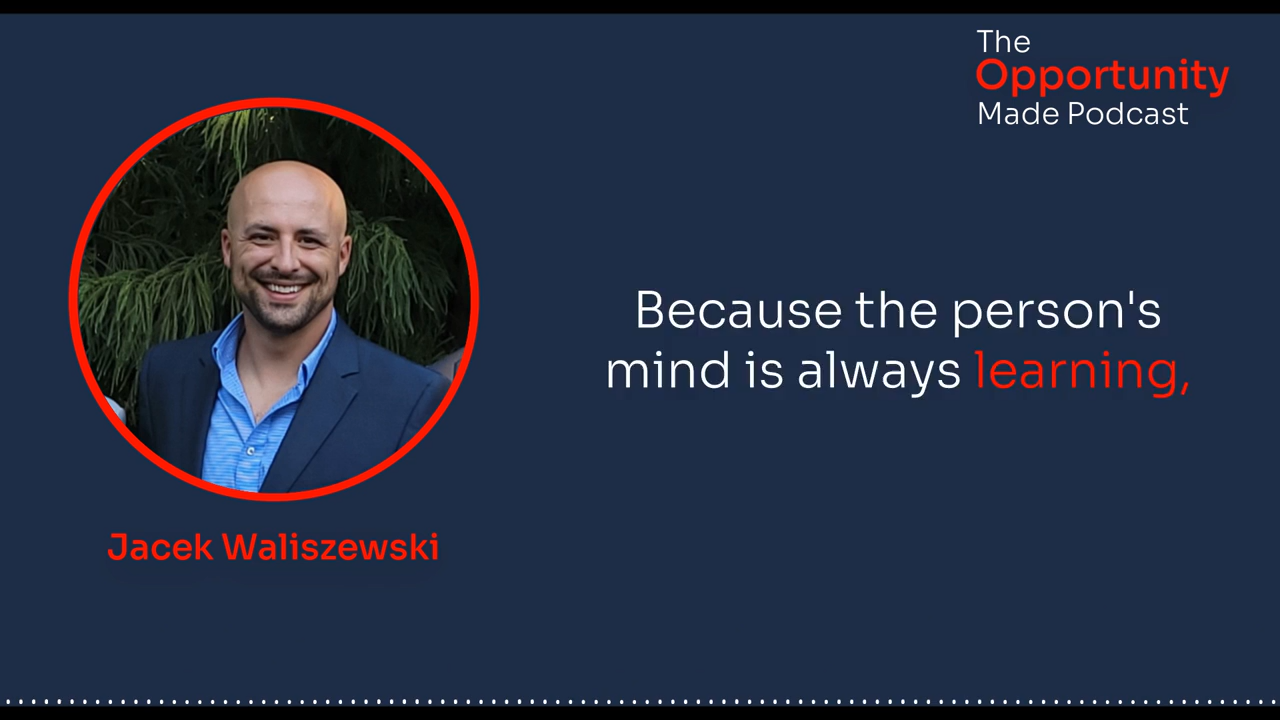 The
Opportunity
Made Podcast
Because the person's
mind is always learning,
Jacek Waliszewski